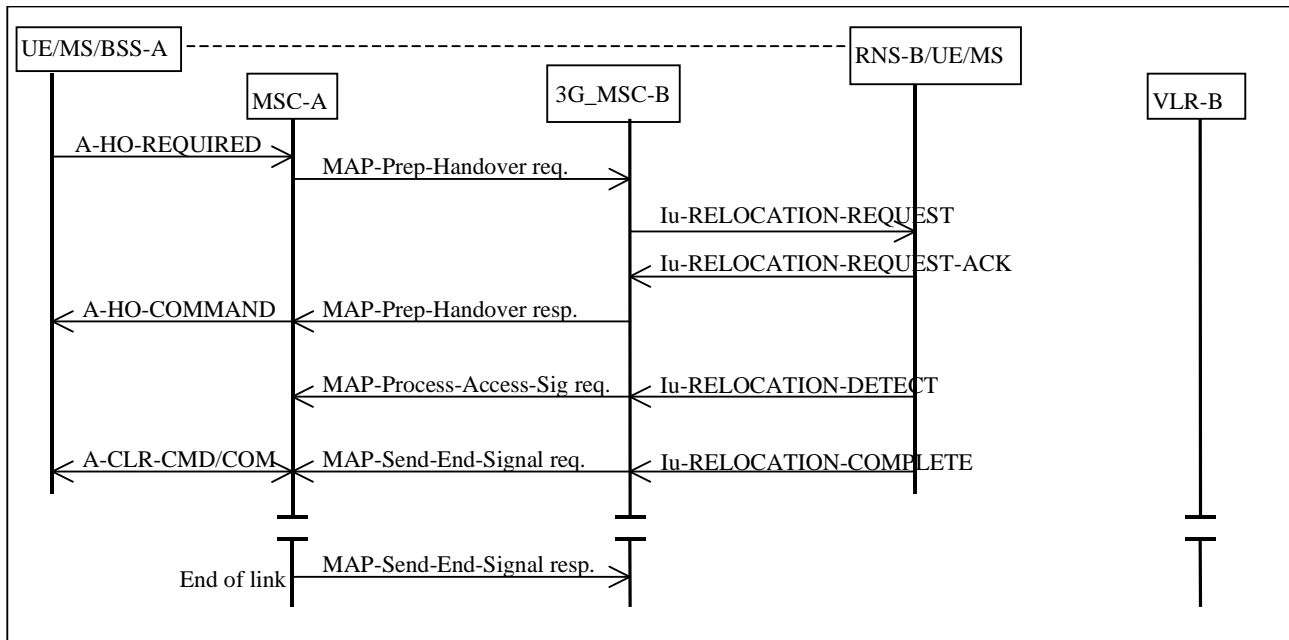 UE/MS/BSS-A
RNS-B/UE/MS
MSC-A
3G_MSC-B
VLR-B
A-HO-REQUIRED
MAP-Prep-Handover req.
Iu-RELOCATION-REQUEST
Iu-RELOCATION-REQUEST-ACK
A-HO-COMMAND
MAP-Prep-Handover resp.
MAP-Process-Access-Sig req.
Iu-RELOCATION-DETECT
A-CLR-CMD/COM
MAP-Send-End-Signal req.
Iu-RELOCATION-COMPLETE
End of link
MAP-Send-End-Signal resp.